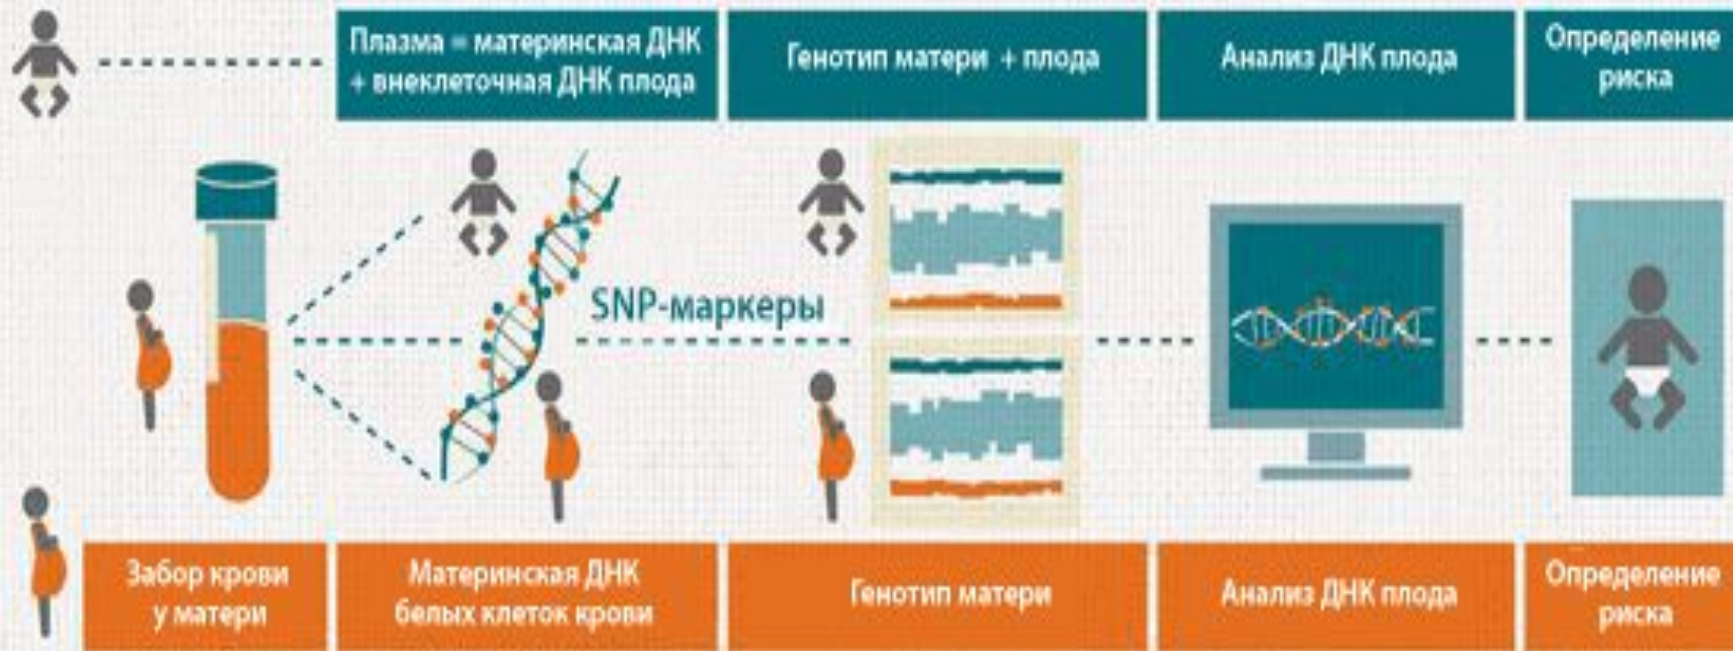 Плазма = материнская ДНК
+ внеклеточная ДНК плода
Генотип матери + плода
Анализ ДНК плода
Определение
риска
SNP-маркеры
Забор крови
у матери
Материнская ДНК
белых клеток крови
Генотип матери
Анализ ДНК плода
Определение
риска